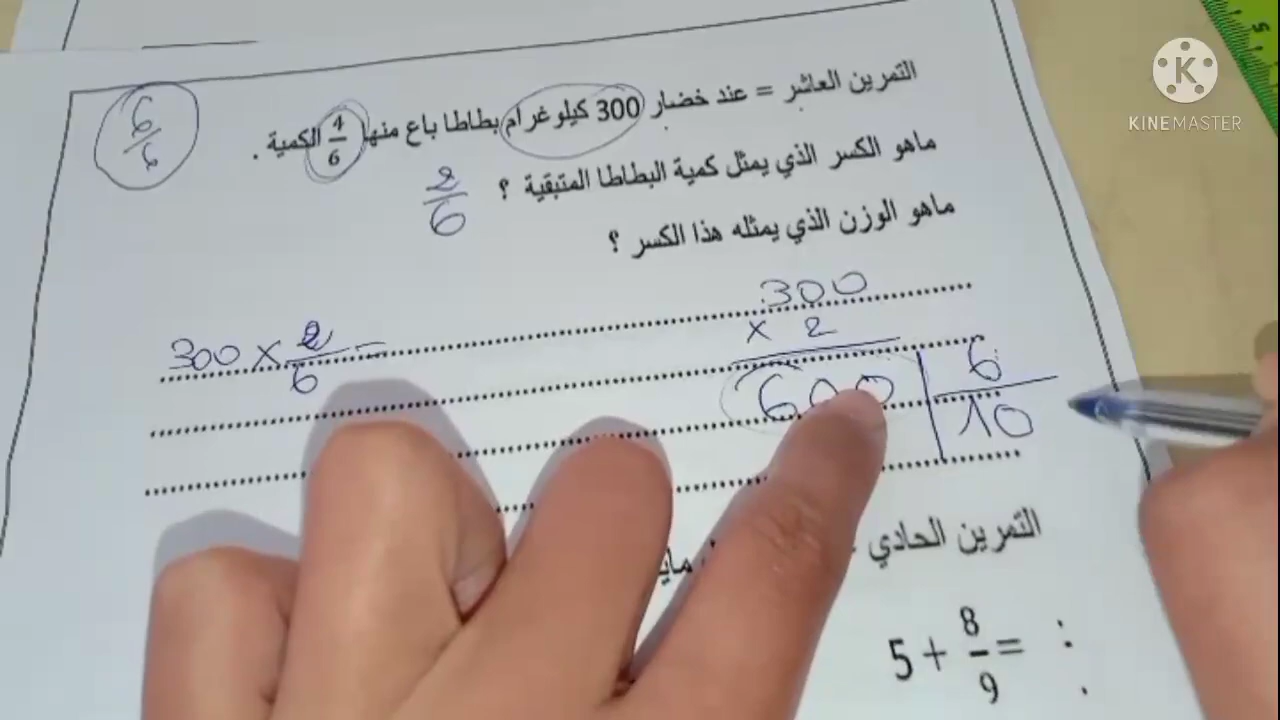 التمرين العاشر = عند خضار 300 كيلوغرام بطاطا باع منها 4/6 الكمية .
ماهو الكسر الذي يمثل كمية البطاطا المتبقية ؟ 2/6
ماهو الوزن الذي يمثله هذا الكسر ؟
300 × 2/6 =
300
× 2
600 | 6
10
التمرين الحادي
5 + 8/9 =
K
KINEMASTER
5